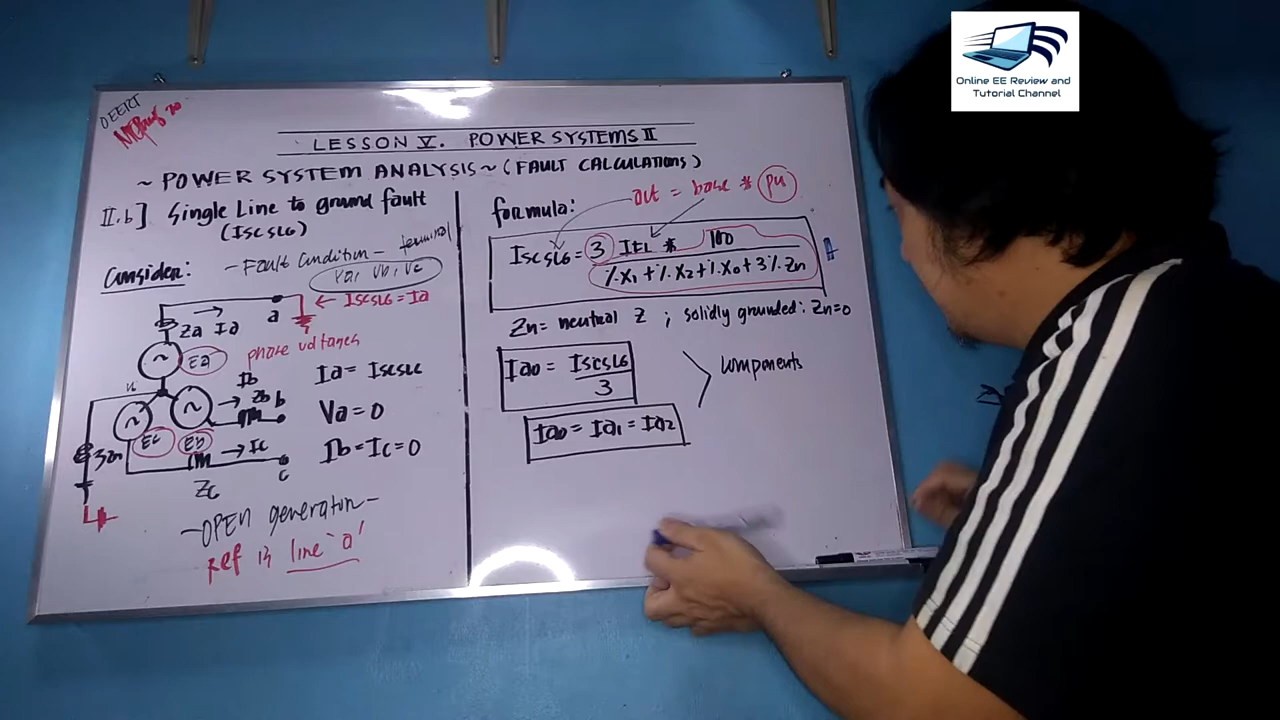 Online EE Review and
Tutorial Channel
OEERT
LESSON V. POWER SYSTEMS II
~ POWER SYSTEM ANALYSIS ~ (FAULT CALCULATIONS)
II.b] Single Line to ground fault
(ISCSLG)
Consider:
- Fault Condition - terminal
Va, Vb, Vc
← ISCSLG = Ia
a
Za Ia
phase voltages
Ea
Ib
Zb b
Ec
Eb
→ Ic
c
Zc
Ia = ISCSLG
Va = 0
Ib = Ic = 0
- OPEN generator -
ref is line 'a'
formula:
act = base * pu
ISCSLG = 3 IFL * 100
%X1 + %X2 + %X0 + 3%Zn
Zn = neutral Z ; solidly grounded: Zn=0
Ia0 = ISCSLG
3
components
Ia0 = Ia1 = Ia2